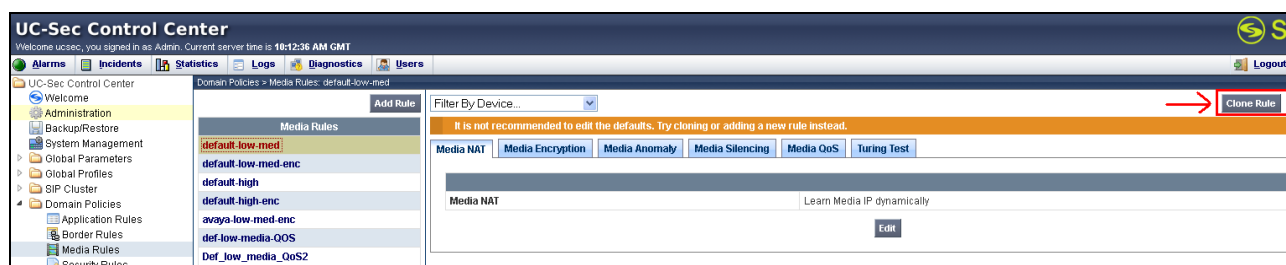 UC-Sec Control Center
S
Welcome ucsec, you signed in as Admin. Current server time is 10:12:36 AM GMT
Alarms Incidents Statistics Logs Diagnostics Users Logout
UC-Sec Control Center
Welcome
Administration
Backup/Restore
System Management
Global Parameters
Global Profiles
SIP Cluster
Domain Policies
Application Rules
Border Rules
Media Rules
Security Rules
Domain Policies > Media Rules: default-low-med
Add Rule
Media Rules
default-low-med
default-low-med-enc
default-high
default-high-enc
avaya-low-med-enc
def-low-media-QOS
Def_low_media_QoS2
Filter By Device...
Clone Rule
It is not recommended to edit the defaults. Try cloning or adding a new rule instead.
Media NAT Media Encryption Media Anomaly Media Silencing Media QoS Turing Test
Media NAT Learn Media IP dynamically
Edit